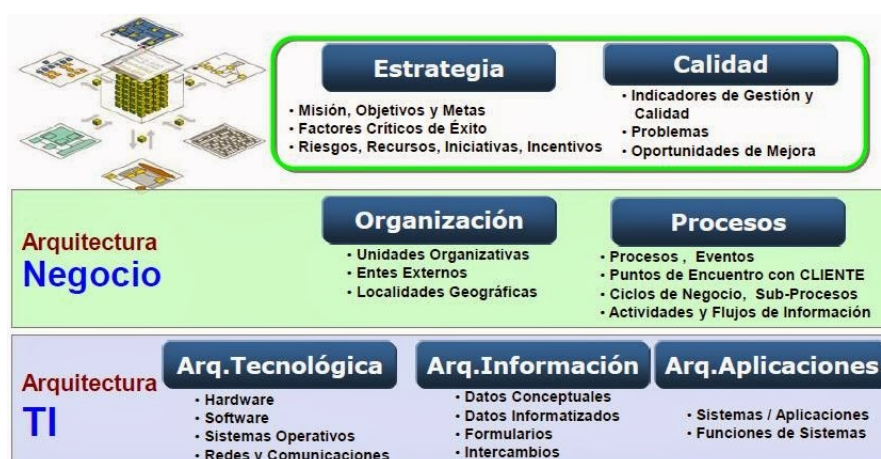 Estrategia
• Misión, Objetivos y Metas
• Factores Críticos de Éxito
• Riesgos, Recursos, Iniciativas, Incentivos
Calidad
• Indicadores de Gestión y
Calidad
• Problemas
• Oportunidades de Mejora
Arquitectura
Negocio
Organización
• Unidades Organizativas
• Entes Externos
• Localidades Geográficas
Procesos
• Procesos , Eventos
• Puntos de Encuentro con CLIENTE
• Ciclos de Negocio, Sub-Procesos
• Actividades y Flujos de Información
Arquitectura
TI
Arq.Tecnológica
• Hardware
• Software
• Sistemas Operativos
• Redes y Comunicaciones
Arq.Información
• Datos Conceptuales
• Datos Informatizados
• Formularios
• Intercambios
Arq.Aplicaciones
• Sistemas / Aplicaciones
• Funciones de Sistemas